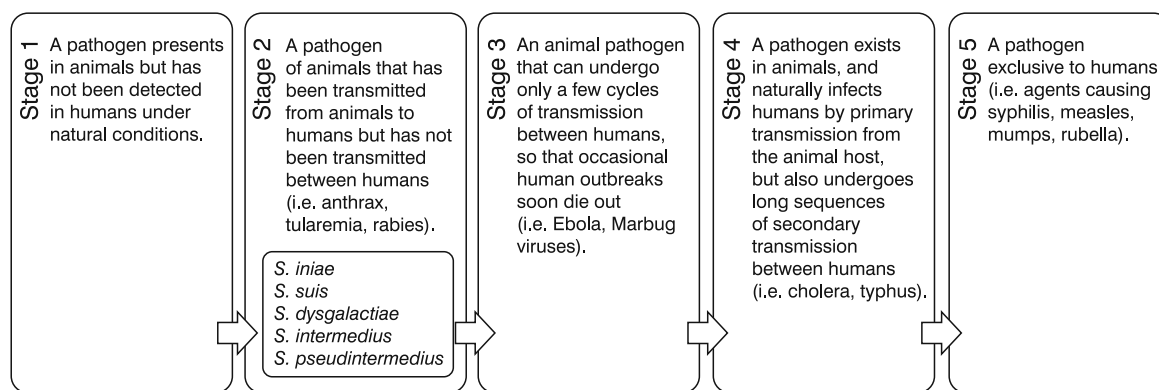 Stage 1
A pathogen presents
in animals but has
not been detected
in humans under
natural conditions.
Stage 2
A pathogen
of animals that has
been transmitted
from animals to
humans but has not
been transmitted
between humans
(i.e. anthrax,
tularemia, rabies).
S. iniae
S. suis
S. dysgalactiae
S. intermedius
S. pseudintermedius
Stage 3
An animal pathogen
that can undergo
only a few cycles
of transmission
between humans,
so that occasional
human outbreaks
soon die out
(i.e. Ebola, Marbug
viruses).
Stage 4
A pathogen exists
in animals, and
naturally infects
humans by primary
transmission from
the animal host,
but also undergoes
long sequences
of secondary
transmission
between humans
(i.e. cholera, typhus).
Stage 5
A pathogen
exclusive to humans
(i.e. agents causing
syphilis, measles,
mumps, rubella).